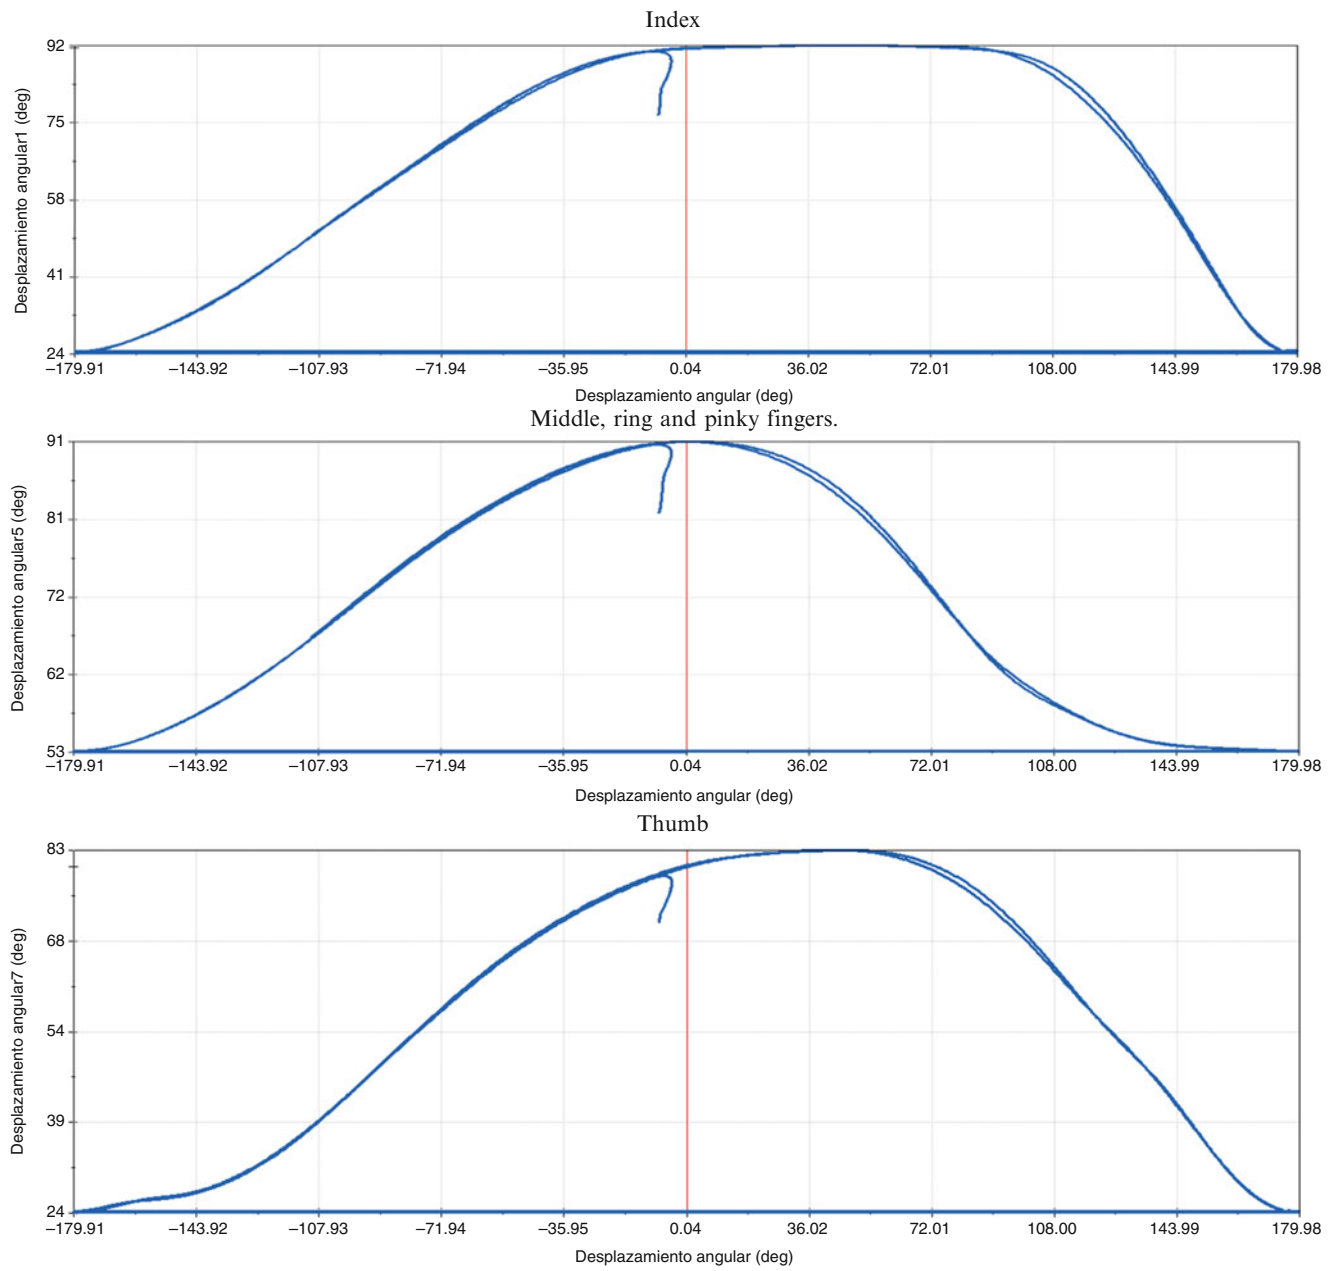 Index
92
75
58
41
24
Desplazamiento angular1 (deg)
−179.91 −143.92 −107.93 −71.94 −35.95 0.04 36.02 72.01 108.00 143.99 179.98
Desplazamiento angular (deg)
Middle, ring and pinky fingers.
91
81
72
62
53
Desplazamiento angular5 (deg)
−179.91 −143.92 −107.93 −71.94 −35.95 0.04 36.02 72.01 108.00 143.99 179.98
Desplazamiento angular (deg)
Thumb
83
68
54
39
24
Desplazamiento angular7 (deg)
−179.91 −143.92 −107.93 −71.94 −35.95 0.04 36.02 72.01 108.00 143.99 179.98
Desplazamiento angular (deg)